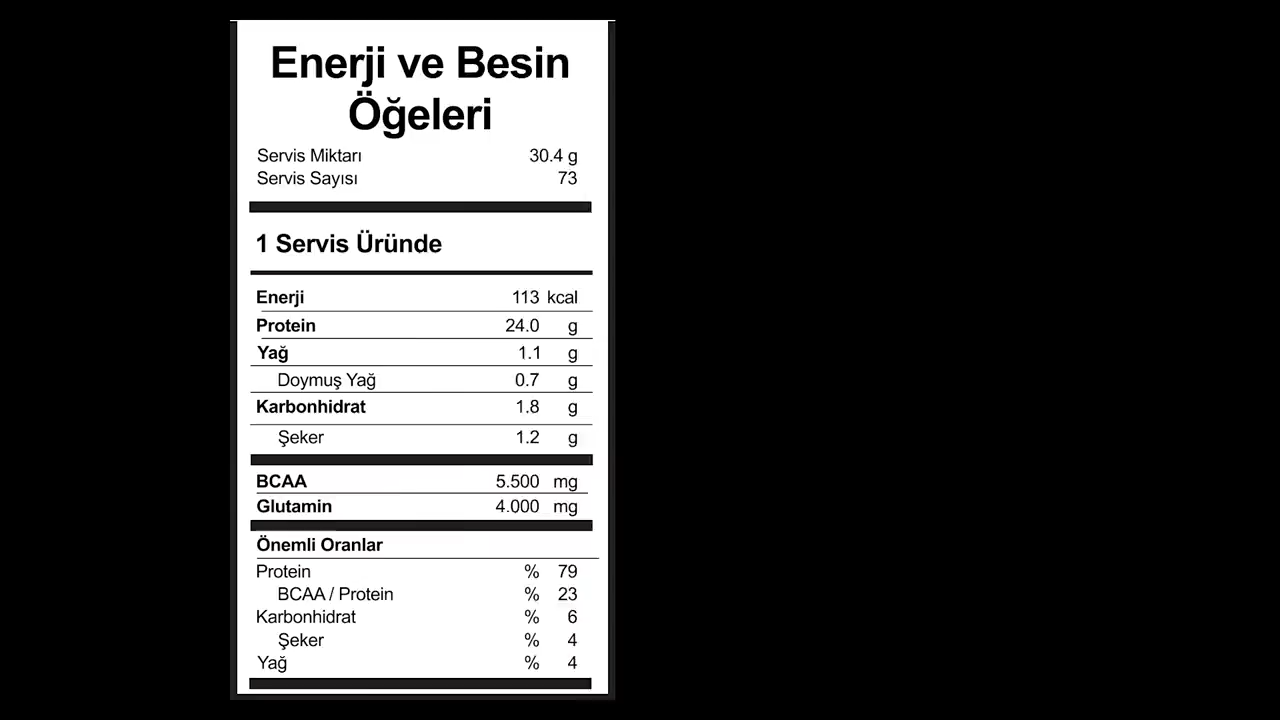 Enerji ve Besin
Öğeleri
Servis Miktarı 30.4 g
Servis Sayısı 73
1 Servis Üründe
Enerji 113 kcal
Protein 24.0 g
Yağ 1.1 g
Doymuş Yağ 0.7 g
Karbonhidrat 1.8 g
Şeker 1.2 g
BCAA 5.500 mg
Glutamin 4.000 mg
Önemli Oranlar
Protein % 79
BCAA / Protein % 23
Karbonhidrat % 6
Şeker % 4
Yağ % 4